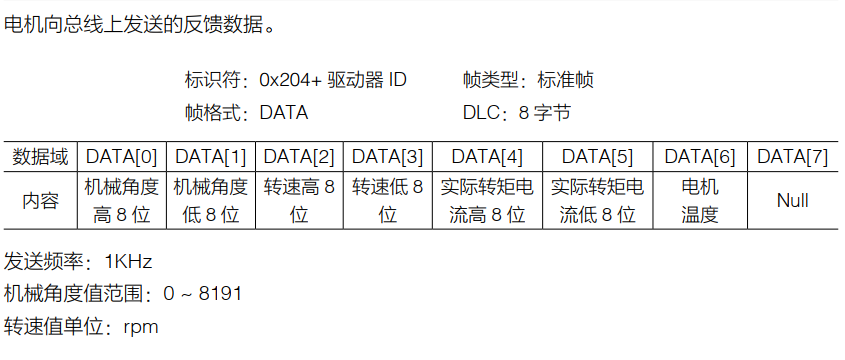 电机向总线上发送的反馈数据。
标识符：0x204+ 驱动器 ID 帧类型：标准帧
帧格式：DATA DLC：8 字节
数据域 DATA[0] DATA[1] DATA[2] DATA[3] DATA[4] DATA[5] DATA[6] DATA[7]
内容 机械角度高 8 位 机械角度低 8 位 转速高 8 位 转速低 8 位 实际转矩电流高 8 位 实际转矩电流低 8 位 电机温度 Null
发送频率：1KHz
机械角度值范围：0 ~ 8191
转速值单位：rpm